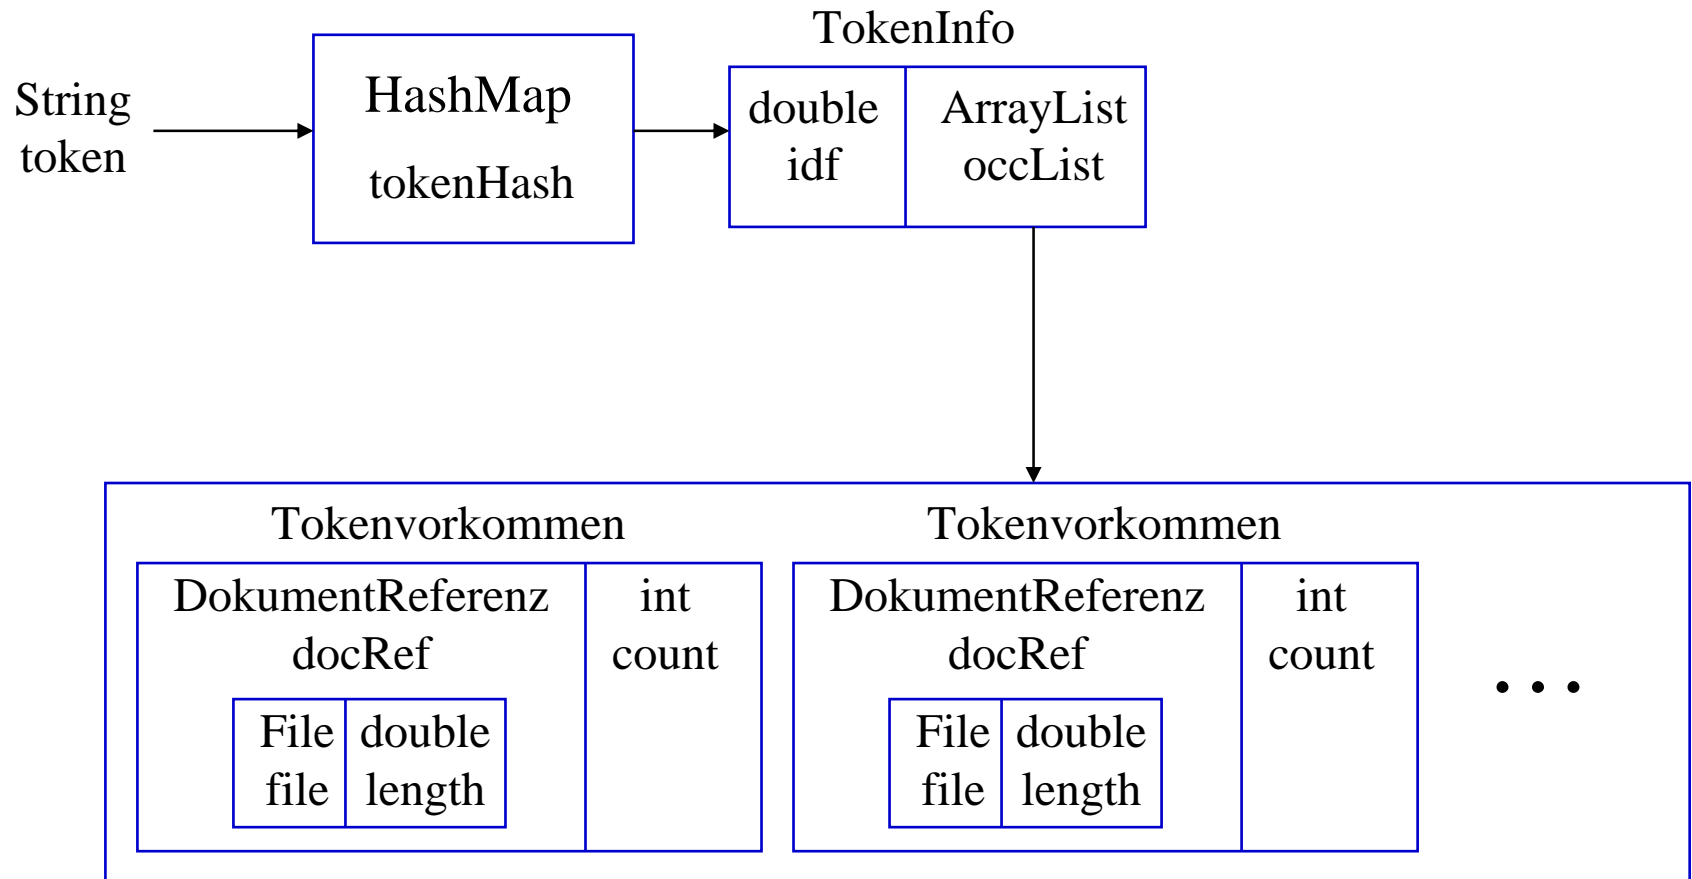 TokenInfo
String
token
HashMap
tokenHash
double
idf
ArrayList
occList
Tokenvorkommen
DokumentReferenz
docRef
int
count
File
file
double
length
Tokenvorkommen
DokumentReferenz
docRef
int
count
File
file
double
length
...